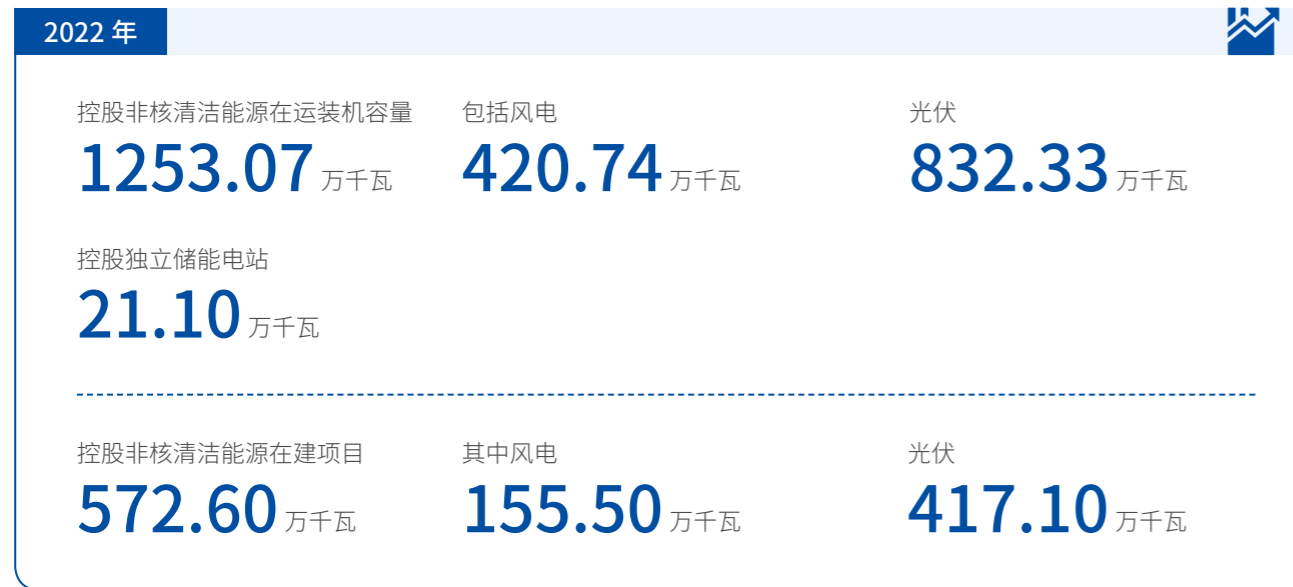 2022 年
控股非核清洁能源在运装机容量 包括风电 光伏
1253.07 万千瓦 420.74 万千瓦 832.33 万千瓦
控股独立储能电站
21.10 万千瓦
控股非核清洁能源在建项目 其中风电 光伏
572.60 万千瓦 155.50 万千瓦 417.10 万千瓦